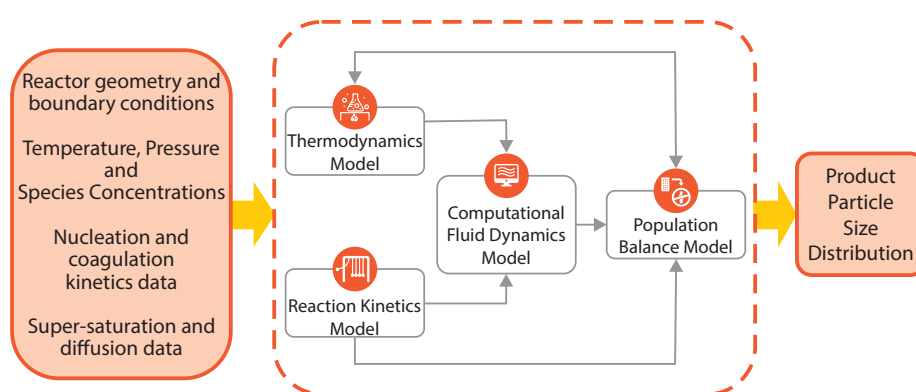 Reactor geometry and
boundary conditions
Temperature, Pressure
and
Species Concentrations
Nucleation and
coagulation
kinetics data
Super-saturation and
diffusion data
Thermodynamics
Model
Reaction Kinetics
Model
Computational
Fluid Dynamics
Model
Population
Balance Model
Product
Particle
Size
Distribution